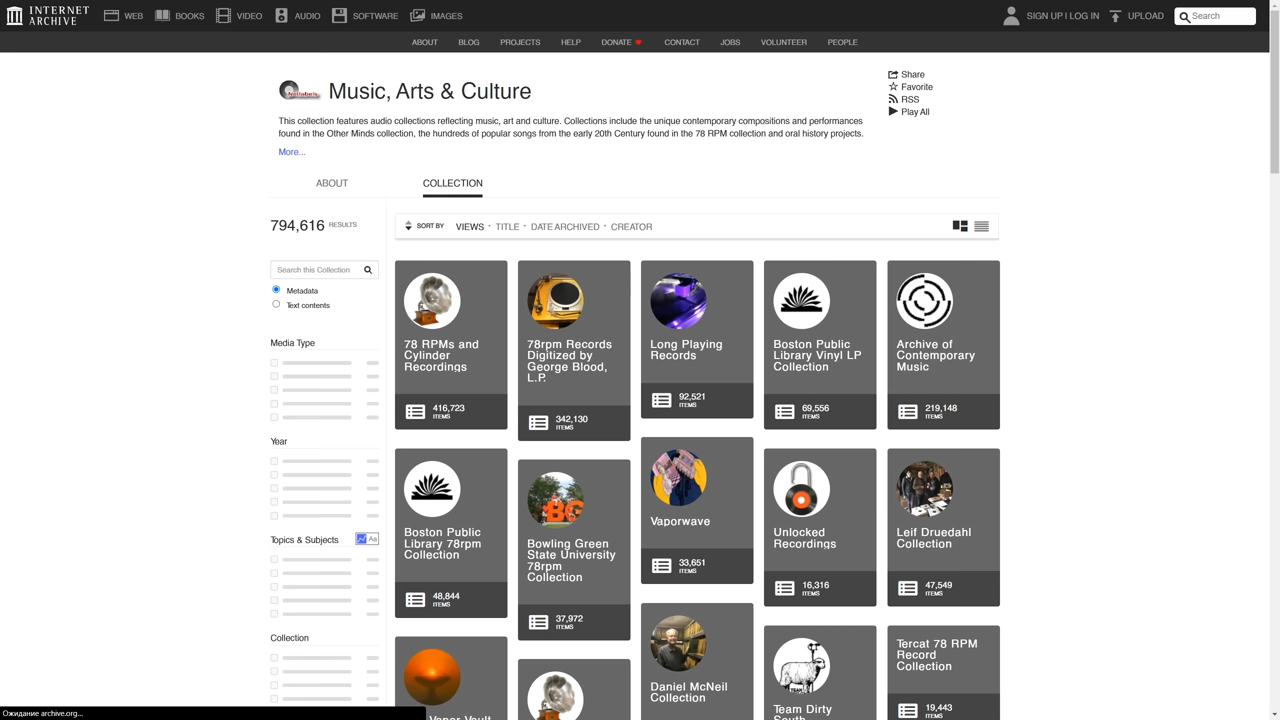 INTERNET ARCHIVE
WEB
BOOKS
VIDEO
AUDIO
SOFTWARE
IMAGES
SIGN UP | LOG IN
UPLOAD
Search
ABOUT
BLOG
PROJECTS
HELP
DONATE
CONTACT
JOBS
VOLUNTEER
PEOPLE
Netlabels
Music, Arts & Culture
Share
Favorite
RSS
Play All
This collection features audio collections reflecting music, art and culture. Collections include the unique contemporary compositions and performances
found in the Other Minds collection, the hundreds of popular songs from the early 20th Century found in the 78 RPM collection and oral history projects.
More...
ABOUT
COLLECTION
794,616 RESULTS
SORT BY
VIEWS · TITLE · DATE ARCHIVED · CREATOR
Search this Collection
Metadata
Text contents
Media Type
Year
Topics & Subjects
Aa
Collection
78 RPMs and
Cylinder
Recordings
416,723
ITEMS
78rpm Records
Digitized by
George Blood,
L.P.
342,130
ITEMS
Long Playing
Records
92,521
ITEMS
Boston Public
Library Vinyl LP
Collection
69,556
ITEMS
Archive of
Contemporary
Music
219,148
ITEMS
Boston Public
Library 78rpm
Collection
48,844
ITEMS
BG
Bowling Green
State University
78rpm
Collection
37,972
ITEMS
Vaporwave
33,651
ITEMS
Unlocked
Recordings
16,316
ITEMS
Leif Druedahl
Collection
47,549
ITEMS
Vapor Vault
Daniel McNeil
Collection
Team Dirty
South
Tercat 78 RPM
Record
Collection
19,443
ITEMS
Ожидание archive.org...